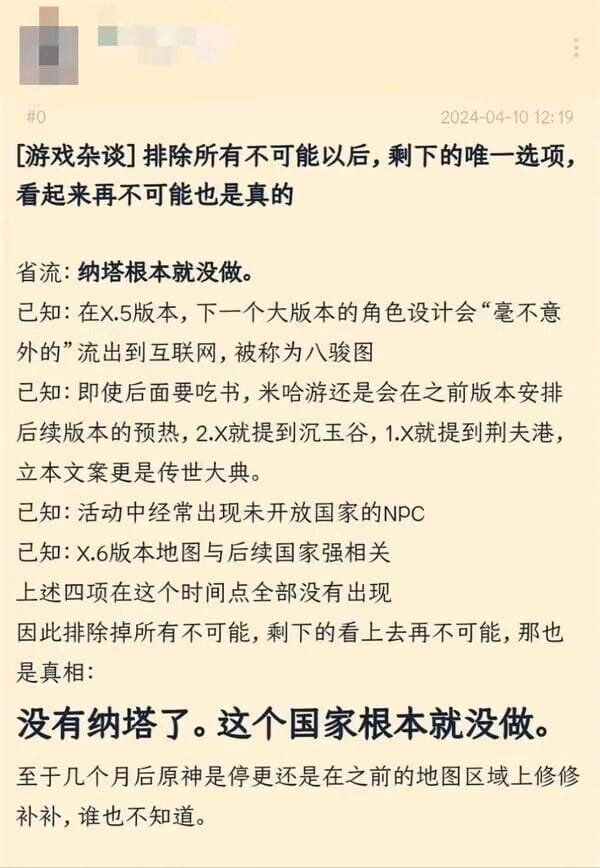 #0
2024-04-10 12:19
[游戏杂谈] 排除所有不可能以后, 剩下的唯一选项,
看起来再不可能也是真的
省流: 纳塔根本就没做。
已知: 在X.5版本, 下一个大版本的角色设计会“毫不意
外的”流出到互联网, 被称为八骏图
已知: 即使后面要吃书, 米哈游还是会在之前版本安排
后续版本的预热, 2.X就提到沉玉谷, 1.X就提到荆夫港,
立本文案更是传世大典。
已知: 活动中经常出现未开放国家的NPC
已知: X.6版本地图与后续国家强相关
上述四项在这个时间点全部没有出现
因此排除掉所有不可能, 剩下的看上去再不可能, 那也
是真相:
没有纳塔了。这个国家根本就没做。
至于几个月后原神是停更还是在之前的地图区域上修修
补补, 谁也不知道。